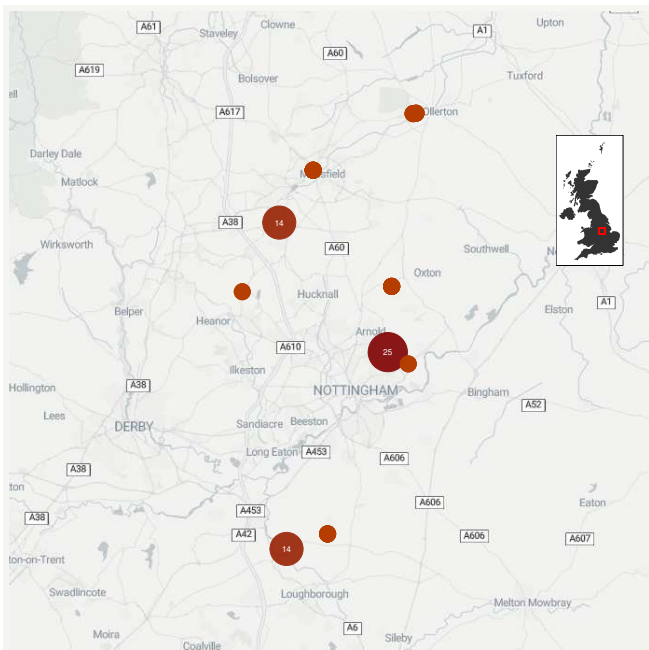 Clowne
Upton
A61
Staveley
A1
A60
A619
Bolsover
Tuxford
ell
A617
Ollerton
Darley Dale
Matlock
A38
14
Wirksworth
A60
Southwell
Oxton
Hucknall
Elston
A1
Belper
Heanor
Arnold
A610
25
Ilkeston
Hollington
A38
NOTTINGHAM
Bingham
A52
Lees
DERBY
Sandiacre
Beeston
Long Eaton
A453
A606
A38
ton
A606
Eaton
A38
A453
A42
A606
A607
14
ton-on-Trent
Swadlincote
Loughborough
Melton Mowbray
Moira
A6
Sileby
Coalville